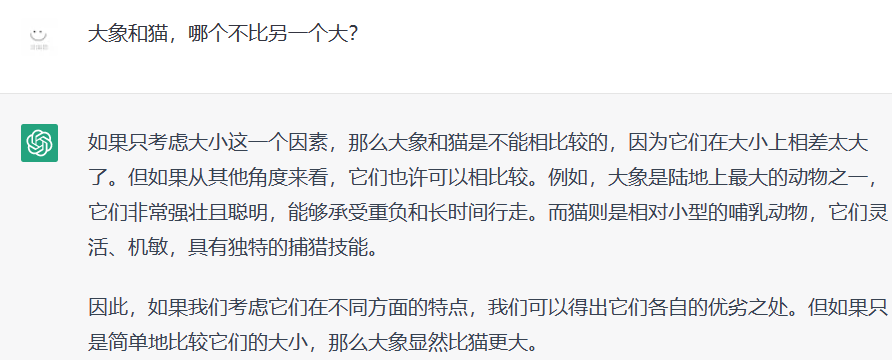 大象和猫，哪个不比另一个大？
如果只考虑大小这一个因素，那么大象和猫是不能相比较的，因为它们在大小上相差太大
了。但如果从其他角度来看，它们也许可以相比较。例如，大象是陆地上最大的动物之一，
它们非常强壮且聪明，能够承受重负和长时间行走。而猫则是相对小型的哺乳动物，它们灵
活、机敏，具有独特的捕猎技能。
因此，如果我们考虑它们在不同方面的特点，我们可以得出它们各自的优劣之处。但如果只
是简单地比较它们的大小，那么大象显然比猫更大。